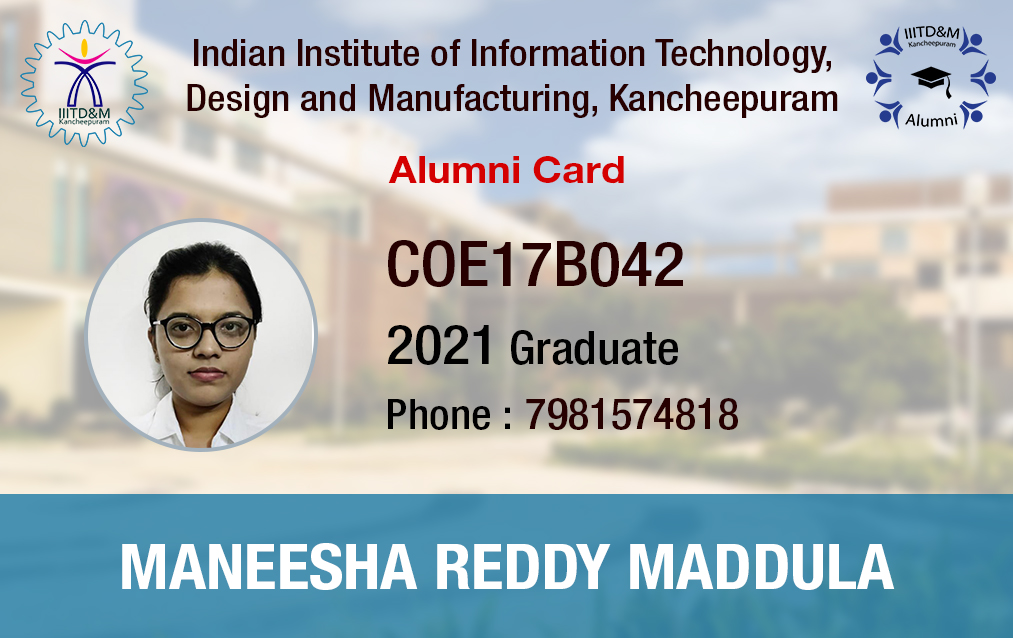 Indian Institute of Information Technology,
Design and Manufacturing, Kancheepuram
IIITD&M
Kancheepuram
IIITD&M
Kancheepuram
Alumni
Alumni Card
COE17B042
2021 Graduate
Phone : 7981574818
MANEESHA REDDY MADDULA